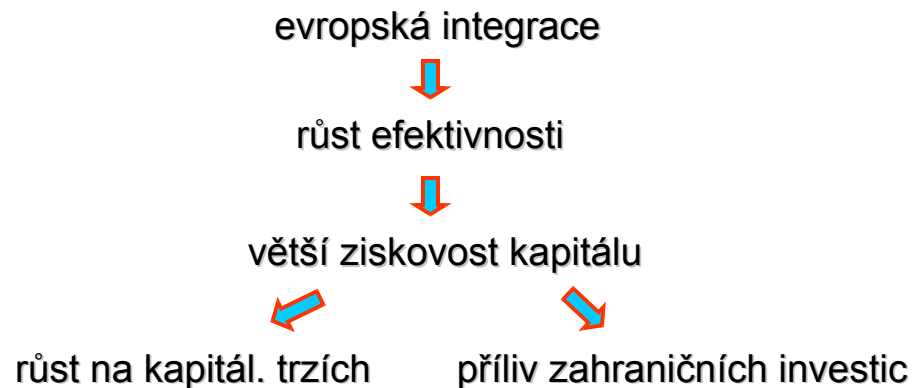 evropská integrace
růst efektivnosti
větší ziskovost kapitálu
růst na kapitál. trzích příliv zahraničních investic